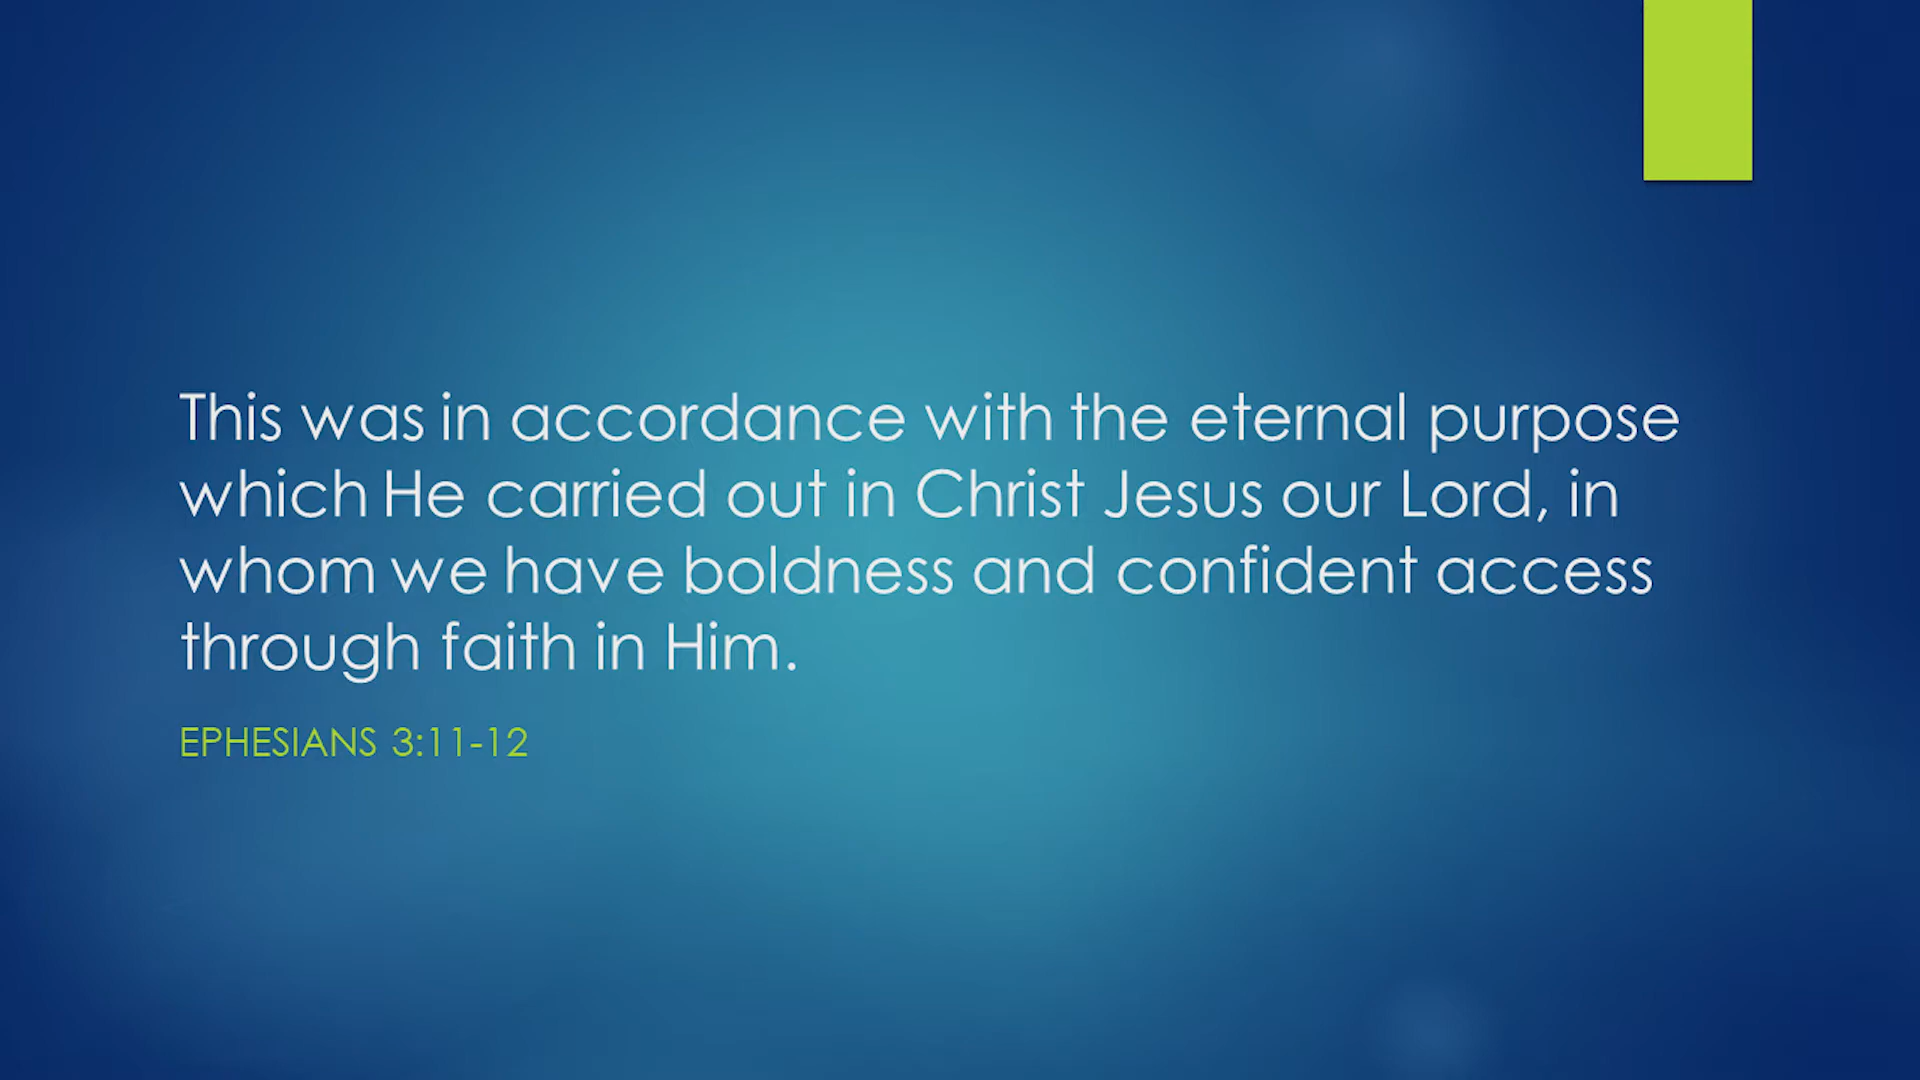 This was in accordance with the eternal purpose
which He carried out in Christ Jesus our Lord, in
whom we have boldness and confident access
through faith in Him.
EPHESIANS 3:11-12